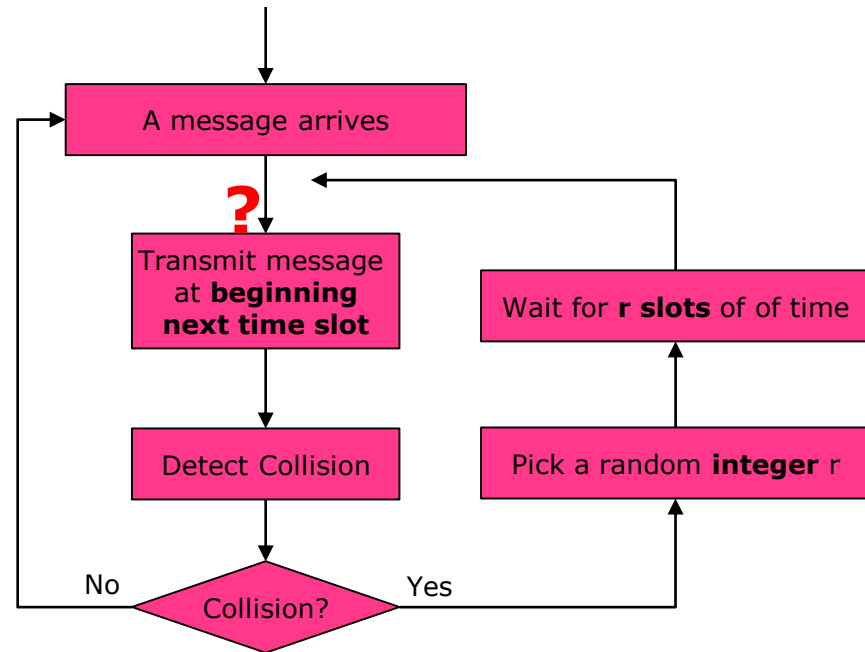 A message arrives
?
Transmit message
at beginning
next time slot
Wait for r slots of of time
Detect Collision
Pick a random integer r
No
Yes
Collision?